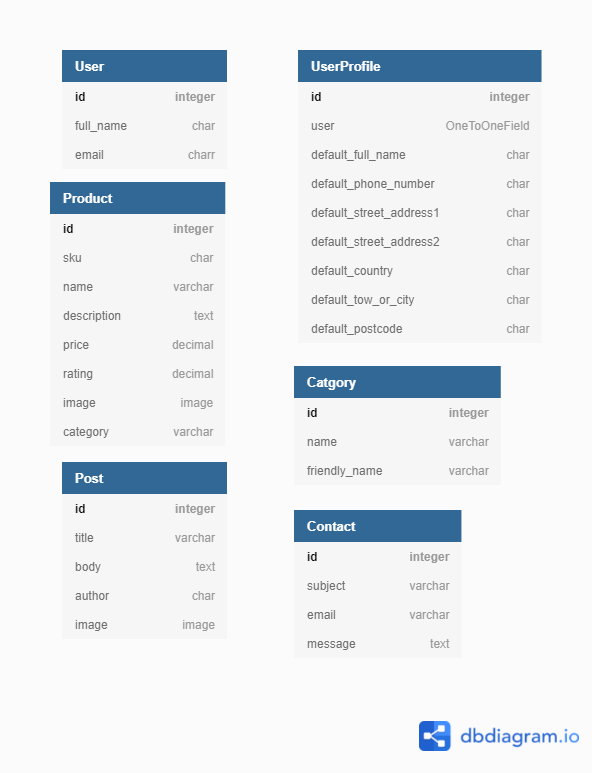 User
id integer
full_name char
email charr
Product
id integer
sku char
name varchar
description text
price decimal
rating decimal
image image
category varchar
Post
id integer
title varchar
body text
author char
image image
UserProfile
id integer
user OneToOneField
default_full_name char
default_phone_number char
default_street_address1 char
default_street_address2 char
default_country char
default_tow_or_city char
default_postcode char
Catgory
id integer
name varchar
friendly_name varchar
Contact
id integer
subject varchar
email varchar
message text
dbdiagram.io